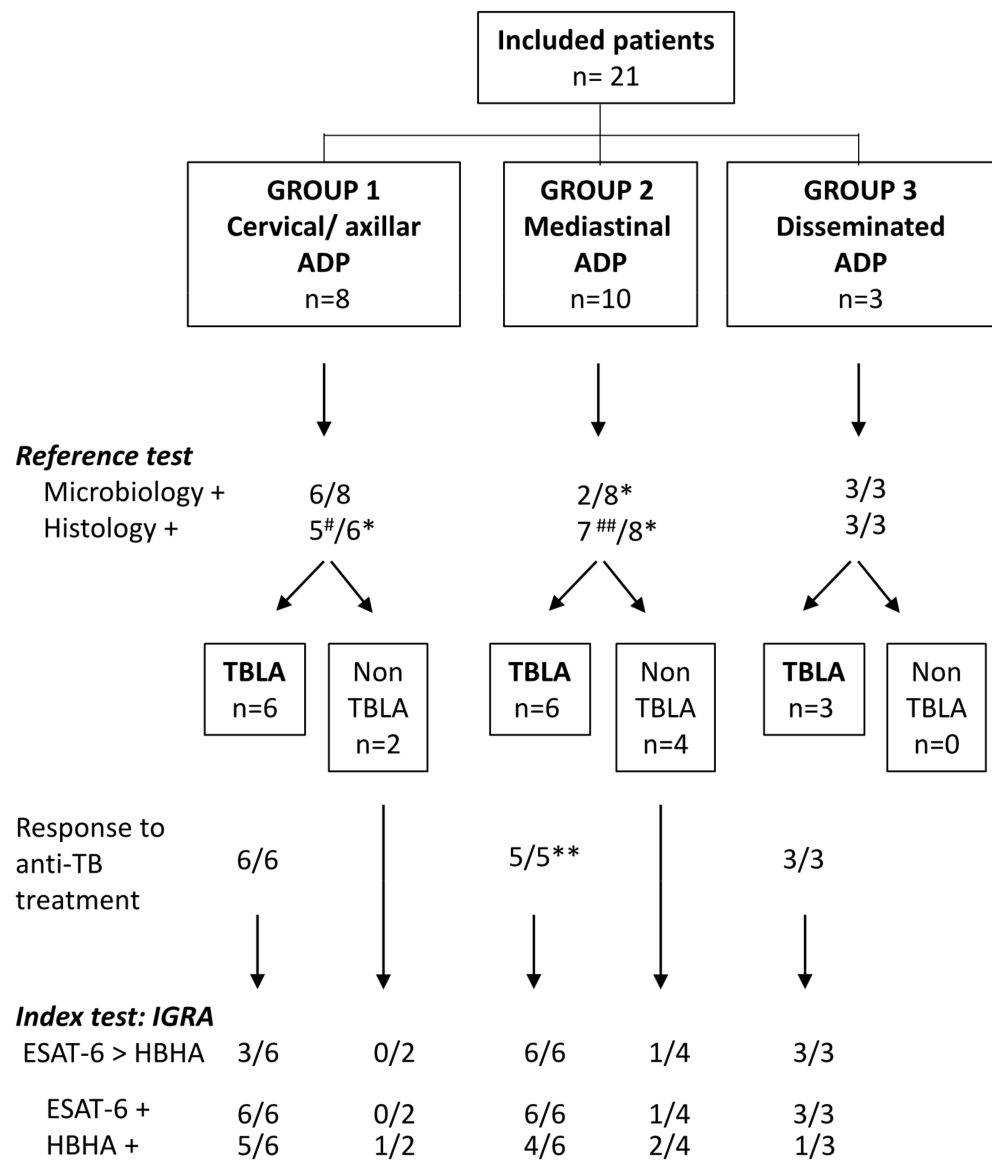 Included patients
n= 21
GROUP 1
Cervical/ axillar
ADP
n=8
GROUP 2
Mediastinal
ADP
n=10
GROUP 3
Disseminated
ADP
n=3
Reference test
Microbiology + 6/8 2/8* 3/3
Histology + 5#/6* 7 ##/8* 3/3
TBLA
n=6
Non
TBLA
n=2
TBLA
n=6
Non
TBLA
n=4
TBLA
n=3
Non
TBLA
n=0
Response to
anti-TB
treatment
6/6 5/5** 3/3
Index test: IGRA
ESAT-6 > HBHA 3/6 0/2 6/6 1/4 3/3
ESAT-6 + 6/6 0/2 6/6 1/4 3/3
HBHA + 5/6 1/2 4/6 2/4 1/3